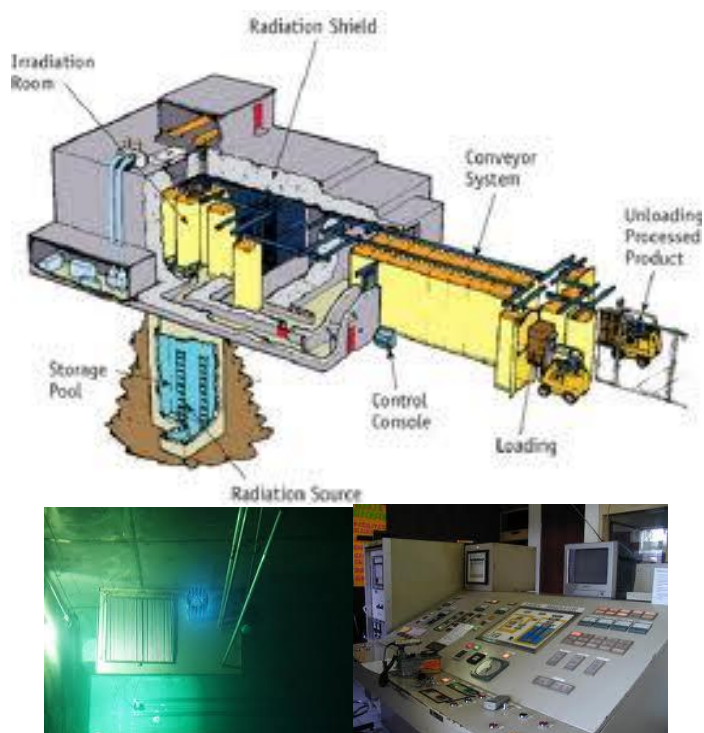 Radiation Shield
Irradiation
Room
Conveyor
System
Unloading
Processed
Product
Storage
Pool
Control
Console
Loading
Radiation Source